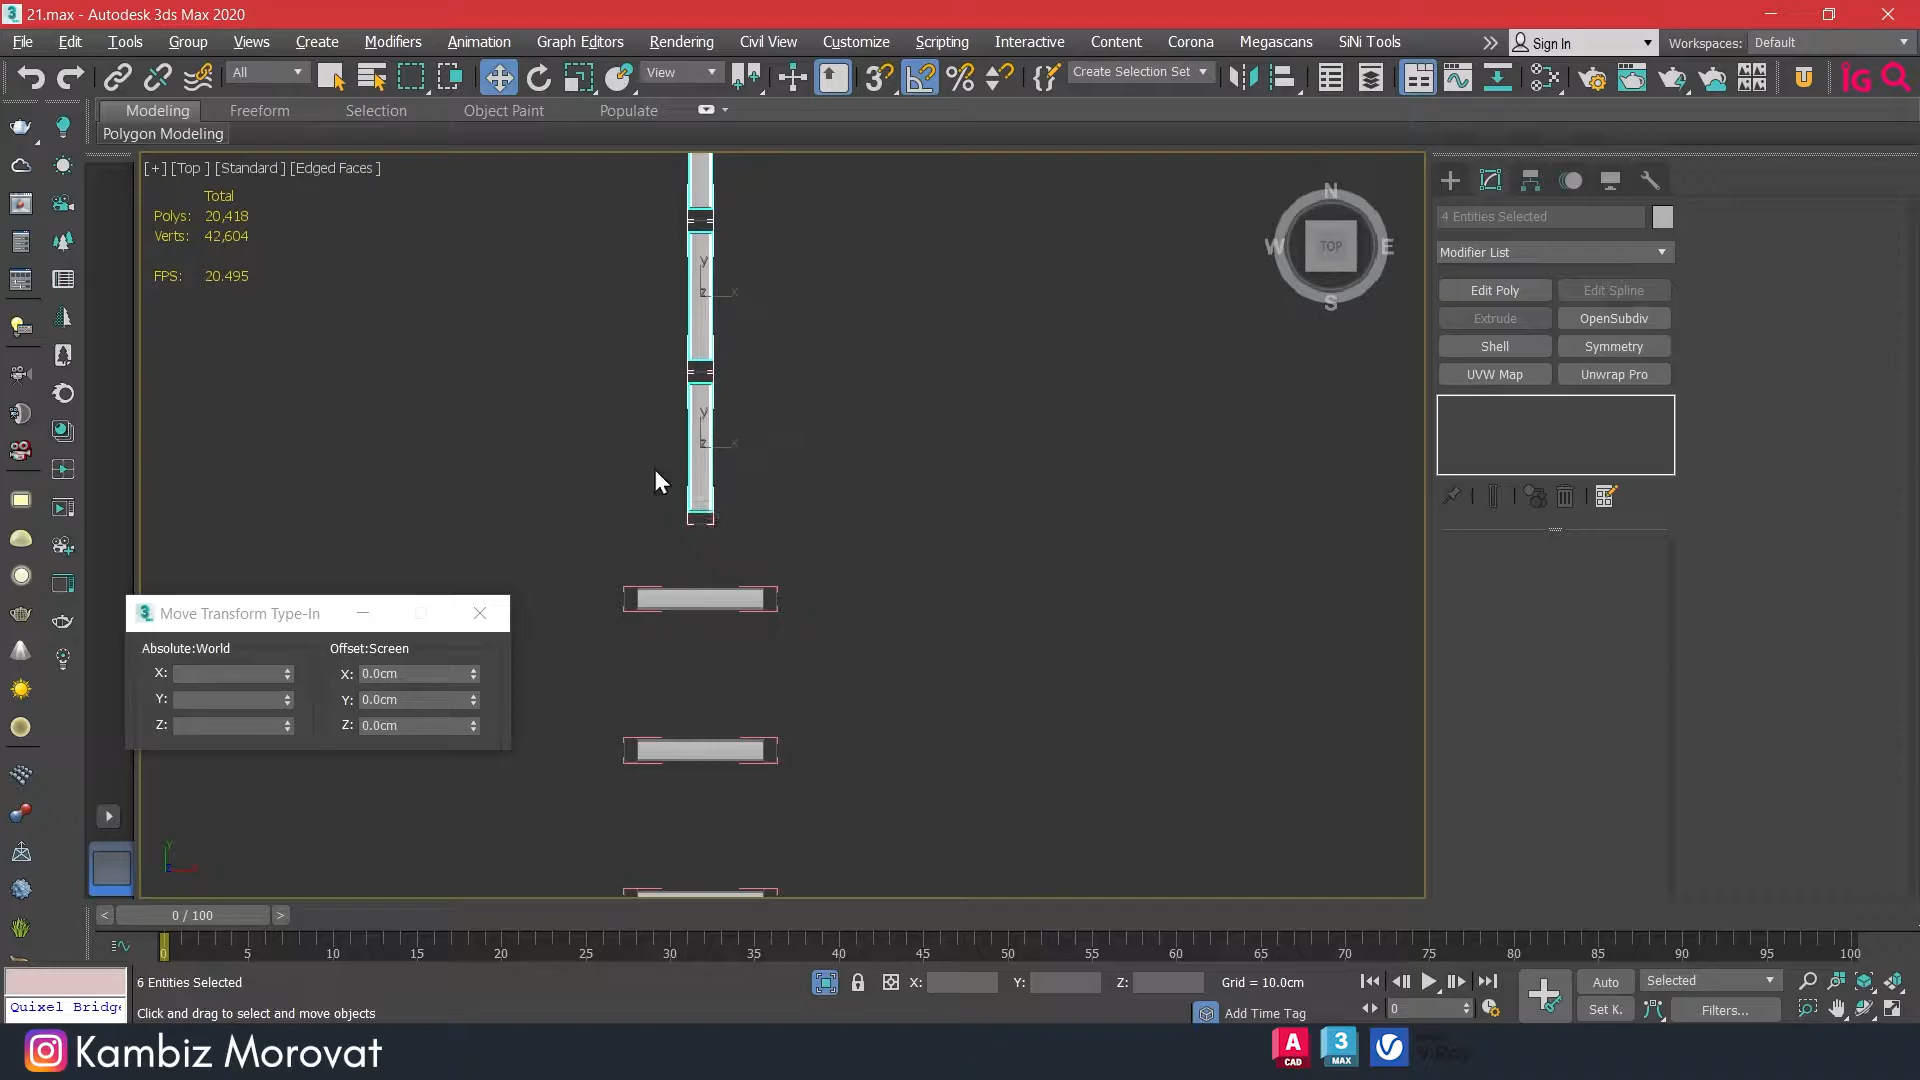 21.max - Autodesk 3ds Max 2020
File Edit Tools Group Views Create Modifiers Animation Graph Editors Rendering Civil View Customize Scripting Interactive Content Corona Megascans SiNi Tools Sign In Workspaces: Default
All View Create Selection Set
Modeling Freeform Selection Object Paint Populate
Polygon Modeling
[+] [Top ] [Standard ] [Edged Faces ]
Total
Polys: 20,418
Verts: 42,604
FPS: 20.495
N
W TOP E
S
y
z x
y
z x
4 Entities Selected
Modifier List
Edit Poly Edit Spline
Extrude OpenSubdiv
Shell Symmetry
UVW Map Unwrap Pro
Move Transform Type-In
Absolute:World Offset:Screen
X: X: 0.0cm
Y: Y: 0.0cm
Z: Z: 0.0cm
0 / 100
0 5 10 15 20 25 30 35 40 45 50 55 60 65 70 75 80 85 90 95 100
6 Entities Selected X: Y: Z: Grid = 10.0cm Auto Selected
Quixel Bridge Click and drag to select and move objects Add Time Tag 0 Set K. Filters...
Kambiz Morovat
A CAD 3 MAX